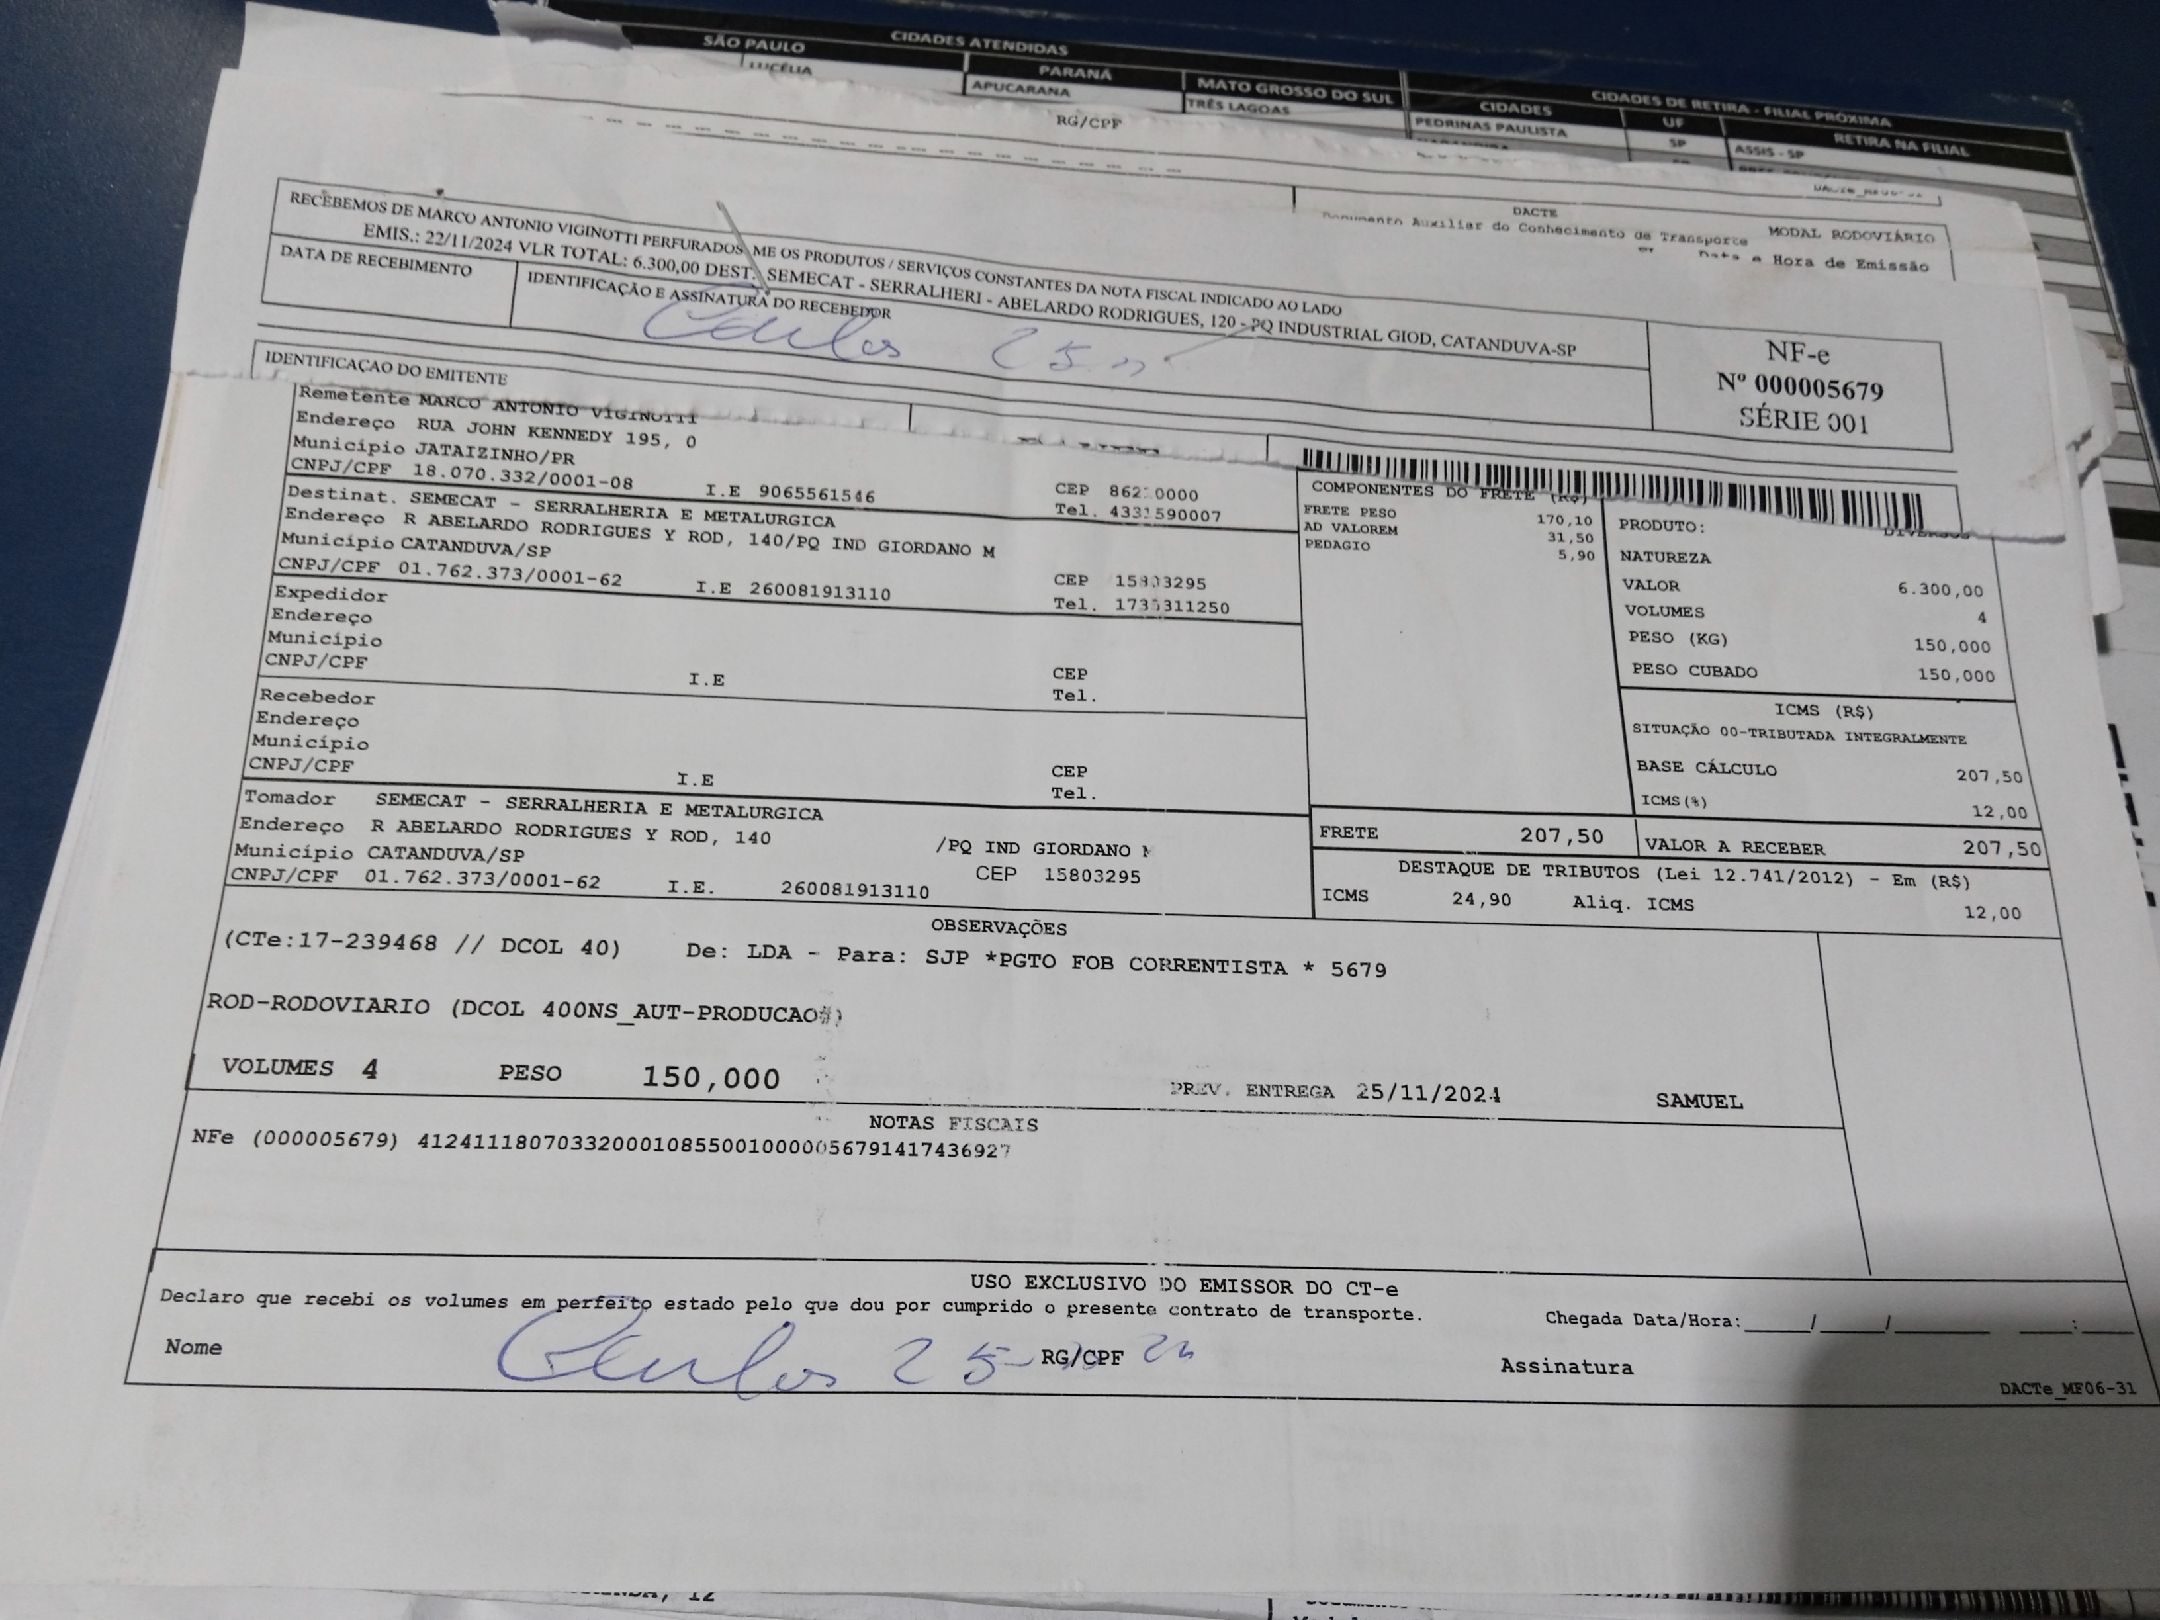 CIDADES ATENDIDAS
SÃO PAULO
PARANÁ
MATO GROSSO DO SUL
CIDADES DE RETIRA - FILIAL PRÓXIMA
CIDADES
UF
RETIRA NA FILIAL
LUCÉLIA
APUCARANA
TRÊS LAGOAS
PEDRINAS PAULISTA
SP
ASSIS - SP
RG/CPF
DACTE
MODAL RODOVIÁRIO
Documento Auxiliar do Conhecimento de Transporte
Data e Hora de Emissão
RECEBEMOS DE MARCO ANTONIO VIGINOTTI PERFURADOS ME OS PRODUTOS / SERVIÇOS CONSTANTES DA NOTA FISCAL INDICADO AO LADO
EMIS.: 22/11/2024 VLR TOTAL: 6.300,00 DEST. SEMECAT - SERRALHERI - ABELARDO RODRIGUES, 120 - PQ INDUSTRIAL GIOD, CATANDUVA-SP
DATA DE RECEBIMENTO
IDENTIFICAÇÃO E ASSINATURA DO RECEBEDOR
Carlos 25
NF-e
Nº 000005679
SÉRIE 001
IDENTIFICAÇAO DO EMITENTE
Remetente MARCO ANTONIO VIGINOTTI
Endereço RUA JOHN KENNEDY 195, 0
Município JATAIZINHO/PR
CNPJ/CPF 18.070.332/0001-08 I.E 9065561546 CEP
Tel.
Destinat. SEMECAT - SERRALHERIA E METALURGICA
Endereço R ABELARDO RODRIGUES Y ROD, 140/PQ IND GIORDANO M
Município CATANDUVA/SP CEP 15803295
CNPJ/CPF 01.762.373/0001-62 I.E 260081913110 Tel.
Expedidor
Endereço
Município
CNPJ/CPF I.E CEP
Tel.
Recebedor
Endereço
Município
CNPJ/CPF I.E CEP
Tel.
Tomador SEMECAT - SERRALHERIA E METALURGICA
Endereço R ABELARDO RODRIGUES Y ROD, 140 /PQ IND GIORDANO
Município CATANDUVA/SP CEP 15803295
CNPJ/CPF 01.762.373/0001-62 I.E. 260081913110
COMPONENTES DO FRETE (R$)
FRETE PESO 170,10
AD VALOREM 31,50
PEDAGIO 5,90
PRODUTO: DIVERSOS
NATUREZA
VALOR 6.300,00
VOLUMES 4
PESO (KG) 150,000
PESO CUBADO 150,000
ICMS (R$)
SITUAÇÃO 00-TRIBUTADA INTEGRALMENTE
BASE CÁLCULO 207,50
ICMS(%) 12,00
FRETE 207,50 VALOR A RECEBER 207,50
DESTAQUE DE TRIBUTOS (Lei 12.741/2012) - Em (R$)
ICMS 24,90 Aliq. ICMS 12,00
OBSERVAÇÕES
(CTe:17-239468 // DCOL 40) De: LDA - Para: SJP *PGTO FOB CORRENTISTA * 5679
ROD-RODOVIARIO (DCOL 400NS_AUT-PRODUCAO#)
VOLUMES 4 PESO 150,000 PREV. ENTREGA 25/11/2024 SAMUEL
NOTAS FISCAIS
NFe (000005679) 41241118070332000108550010000056791417436927
USO EXCLUSIVO DO EMISSOR DO CT-e
Declaro que recebi os volumes em perfeito estado pelo que dou por cumprido o presente contrato de transporte. Chegada Data/Hora:_____/_____/_______ ____:____
Nome Carlos 25 RG/CPF Assinatura
DACTe_MF06-31